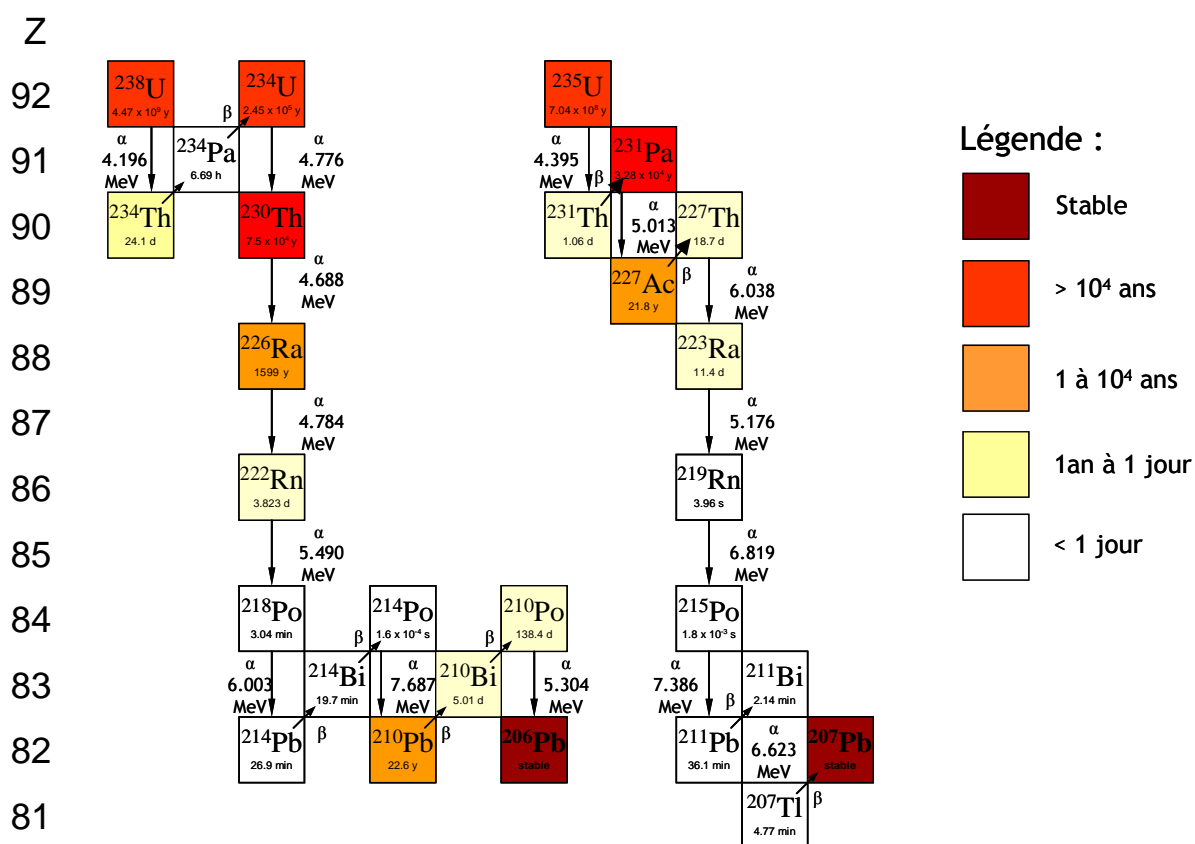 Z
92
91
90
89
88
87
86
85
84
83
82
81
²³⁸U
4.47 x 10⁹ y
²³⁴U
2.45 x 10⁵ y
β
α
4.196
MeV
²³⁴Pa
6.69 h
α
4.776
MeV
²³⁴Th
24.1 d
²³⁰Th
7.5 x 10⁴ y
α
4.688
MeV
²²⁶Ra
1599 y
α
4.784
MeV
²²²Rn
3.823 d
α
5.490
MeV
²¹⁸Po
3.04 min
²¹⁴Po
1.6 x 10⁻⁴ s
²¹⁰Po
138.4 d
β
β
α
6.003
MeV
²¹⁴Bi
19.7 min
α
7.687
MeV
²¹⁰Bi
5.01 d
α
5.304
MeV
²¹⁴Pb
26.9 min
β
²¹⁰Pb
22.6 y
β
²⁰⁶Pb
stable
²³⁵U
7.04 x 10⁸ y
α
4.395
MeV
β
²³¹Pa
3.28 x 10⁴ y
²³¹Th
1.06 d
α
5.013
MeV
²²⁷Th
18.7 d
²²⁷Ac
21.8 y
β
α
6.038
MeV
²²³Ra
11.4 d
α
5.176
MeV
²¹⁹Rn
3.96 s
α
6.819
MeV
²¹⁵Po
1.8 x 10⁻³ s
α
7.386
MeV
β
²¹¹Bi
2.14 min
²¹¹Pb
36.1 min
α
6.623
MeV
²⁰⁷Pb
stable
²⁰⁷Tl
4.77 min
β
Légende :
Stable
> 10⁴ ans
1 à 10⁴ ans
1an à 1 jour
< 1 jour